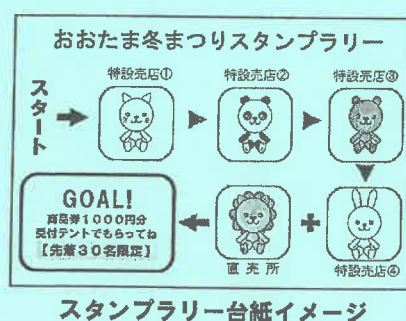 おおたま冬まつりスタンプラリー
特設売店①
特設売店②
特設売店③
スタート
GOAL!
商品券1000円分
受付テントでもらってね
【先着30名限定】
直売所
特設売店④
スタンプラリー台紙イメージ